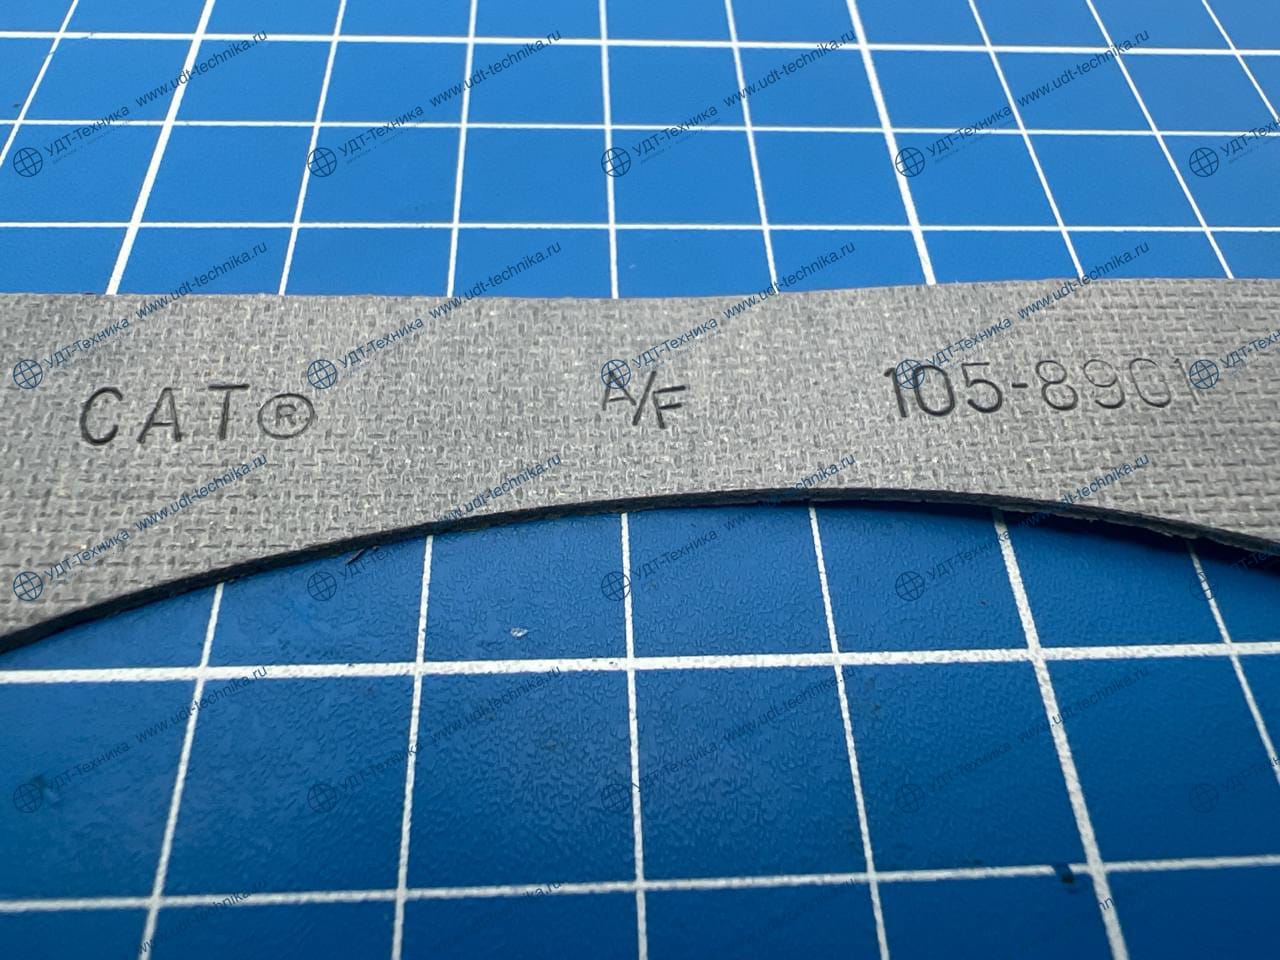 CAT® A/F 105-8901
УДТ-Техника www.udt-technika.ru